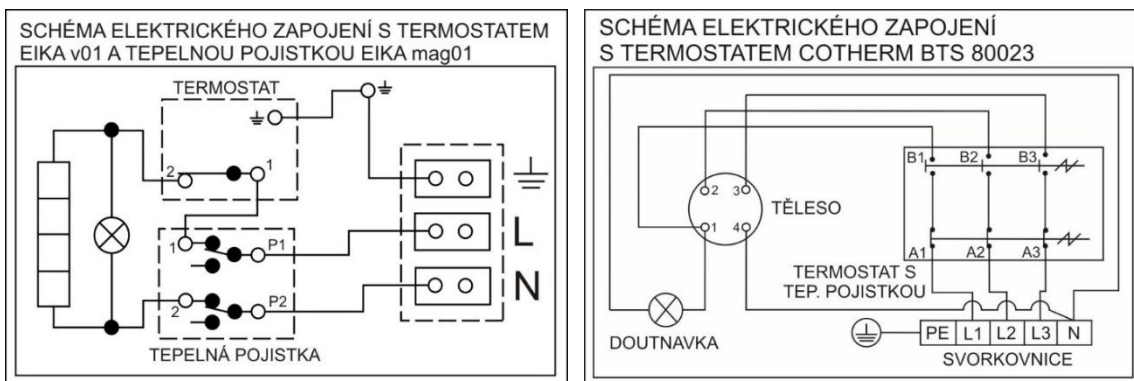 SCHÉMA ELEKTRICKÉHO ZAPOJENÍ S TERMOSTATEM
EIKA v01 A TEPELNOU POJISTKOU EIKA mag01
TERMOSTAT
2
1
1
P1
2
P2
L
N
TEPELNÁ POJISTKA
SCHÉMA ELEKTRICKÉHO ZAPOJENÍ
S TERMOSTATEM COTHERM BTS 80023
B1 B2 B3
2 3
1 4
TĚLESO
A1 A2 A3
TERMOSTAT S
TEP. POJISTKOU
DOUTNAVKA
PE L1 L2 L3 N
SVORKOVNICE